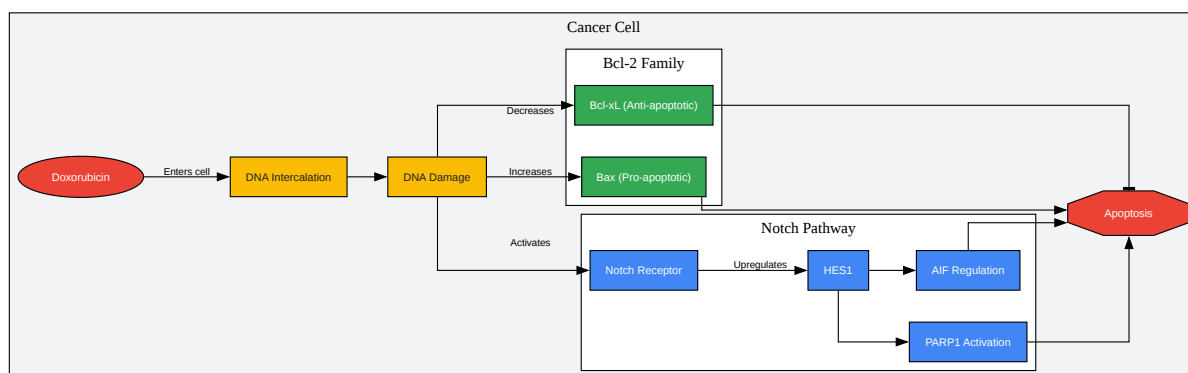 Cancer Cell
Bcl-2 Family
Bcl-xL (Anti-apoptotic)
Decreases
Doxorubicin
Enters cell
DNA Intercalation
DNA Damage
Increases
Bax (Pro-apoptotic)
Apoptosis
Notch Pathway
Activates
Notch Receptor
Upregulates
HES1
AIF Regulation
PARP1 Activation